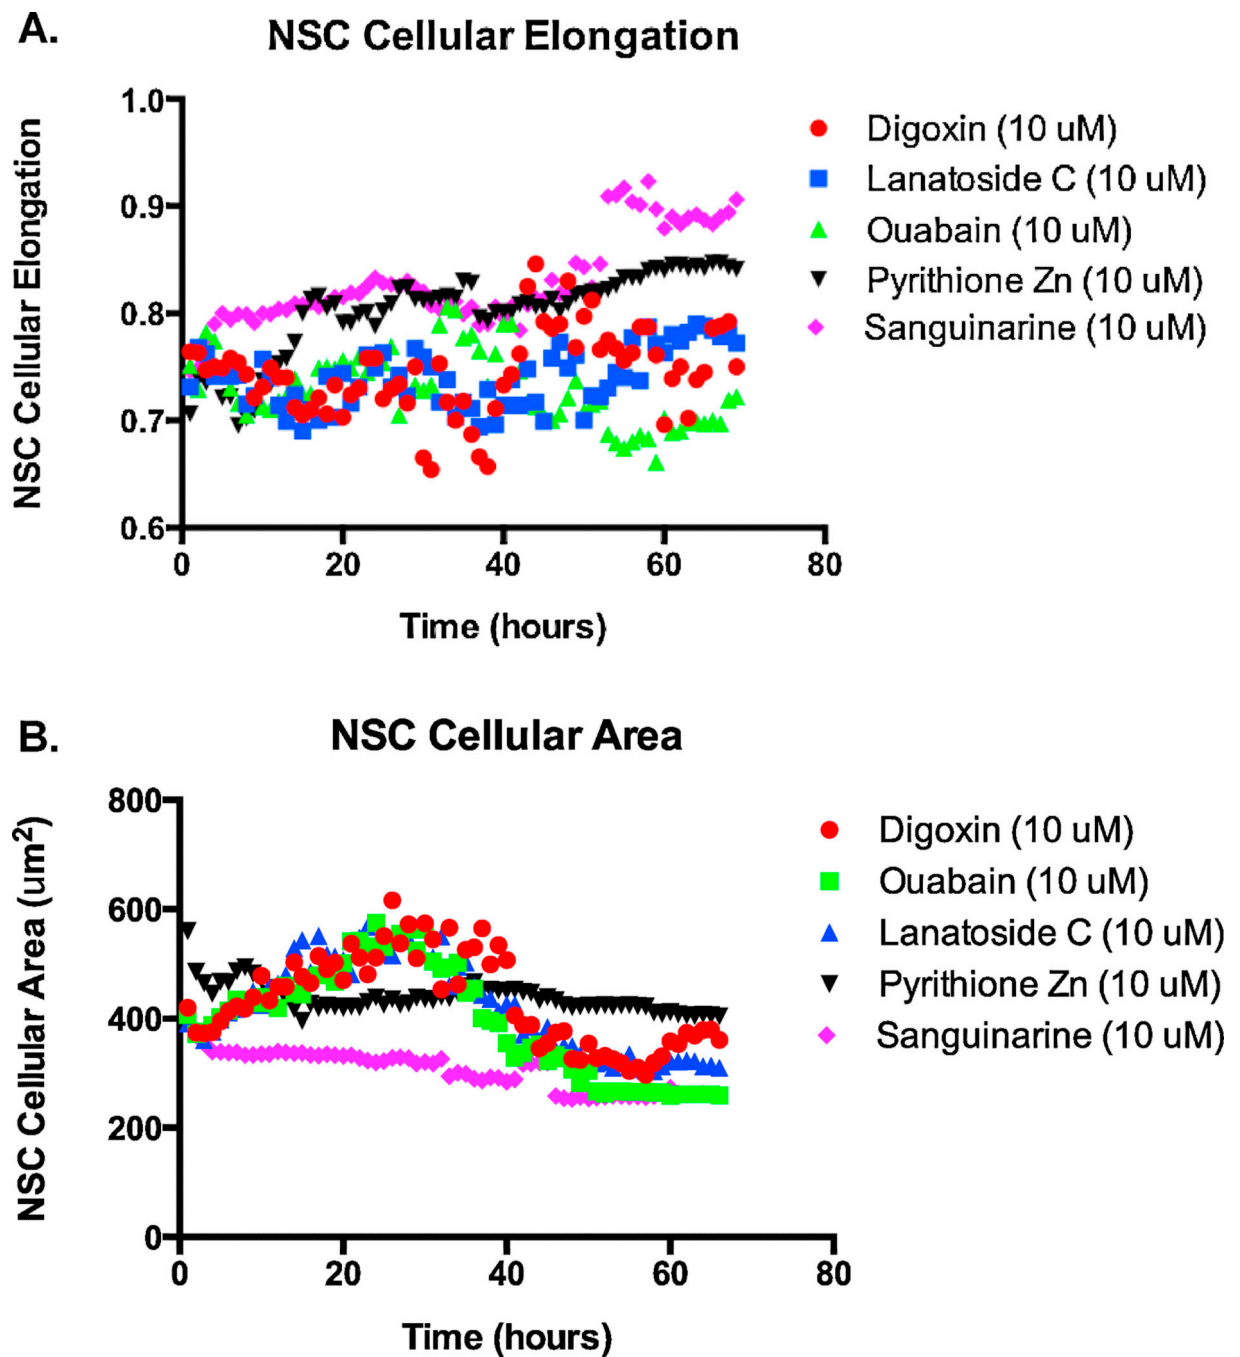 A.
NSC Cellular Elongation
NSC Cellular Elongation
1.0
0.9
0.8
0.7
0.6
0
20
40
60
80
Time (hours)
Digoxin (10 uM)
Lanatoside C (10 uM)
Ouabain (10 uM)
Pyrithione Zn (10 uM)
Sanguinarine (10 uM)
B.
NSC Cellular Area
NSC Cellular Area (um²)
800
600
400
200
0
0
20
40
60
80
Time (hours)
Digoxin (10 uM)
Ouabain (10 uM)
Lanatoside C (10 uM)
Pyrithione Zn (10 uM)
Sanguinarine (10 uM)